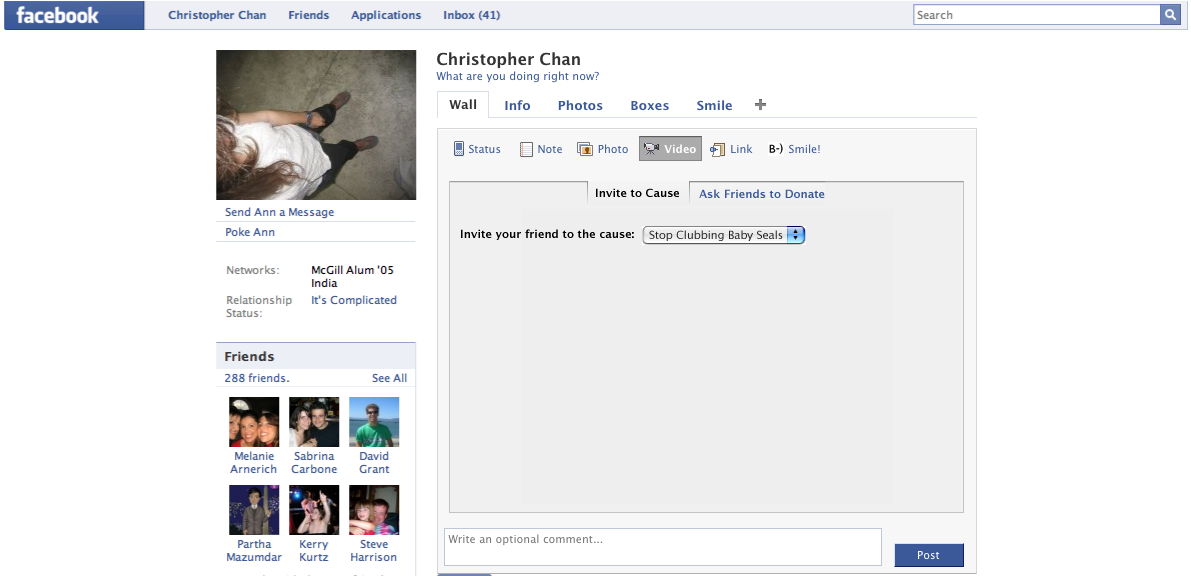 facebook
Christopher Chan Friends Applications Inbox (41)
Search
Christopher Chan
What are you doing right now?
Wall Info Photos Boxes Smile
Status Note Photo Video Link B-) Smile!
Invite to Cause Ask Friends to Donate
Invite your friend to the cause: Stop Clubbing Baby Seals
Write an optional comment...
Post
Send Ann a Message
Poke Ann
Networks: McGill Alum '05
India
Relationship It's Complicated
Status:
Friends
288 friends. See All
Melanie Sabrina David
Arnerich Carbone Grant
Partha Kerry Steve
Mazumdar Kurtz Harrison